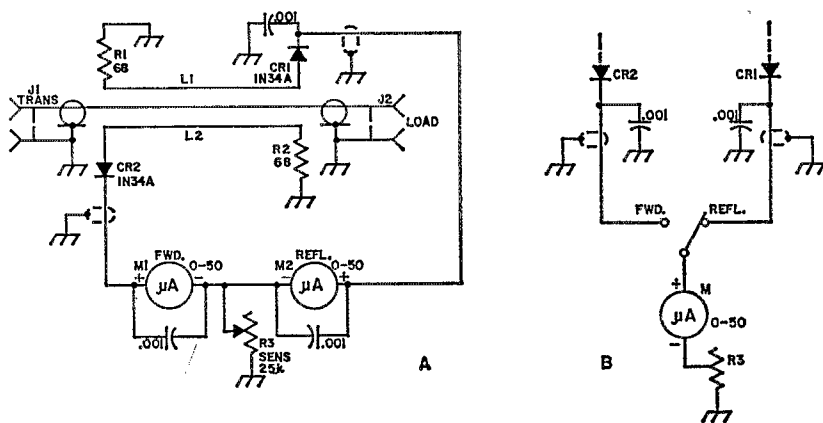 .001
R1
68
CR1
1N34A
L1
J1
TRANS
J2
LOAD
L2
R2
68
CR2
1N34A
FWD.
M1
0-50
+
-
μA
REFL.
M2
0-50
-
+
μA
.001
R3
SENS
25k
.001
A
CR2
CR1
.001
.001
FWD.
REFL.
+
M
μA
0-50
-
R3
B